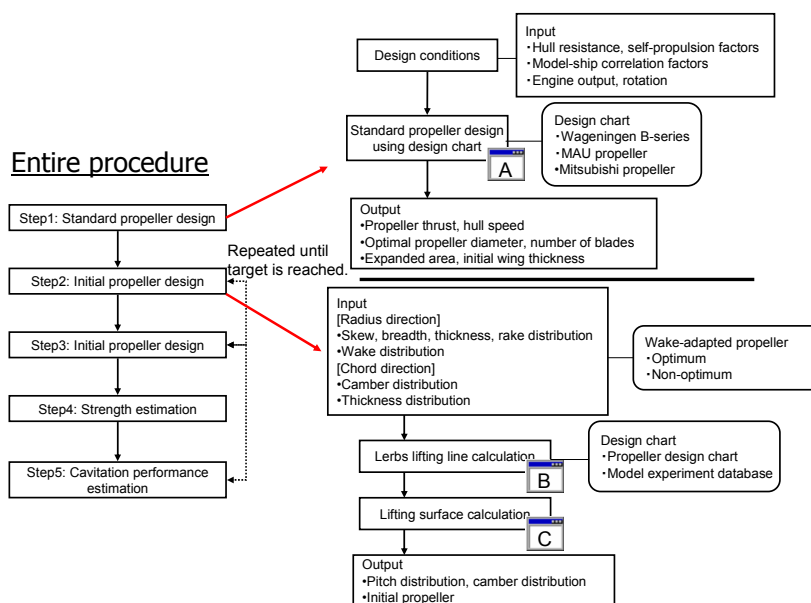 Entire procedure
Step1: Standard propeller design
Step2: Initial propeller design
Step3: Initial propeller design
Step4: Strength estimation
Step5: Cavitation performance
estimation
Repeated until
target is reached.
Design conditions
Input
・Hull resistance, self-propulsion factors
・Model-ship correlation factors
・Engine output, rotation
Standard propeller design
using design chart
A
Design chart
・Wageningen B-series
・MAU propeller
•Mitsubishi propeller
Output
•Propeller thrust, hull speed
•Optimal propeller diameter, number of blades
•Expanded area, initial wing thickness
Input
[Radius direction]
•Skew, breadth, thickness, rake distribution
•Wake distribution
[Chord direction]
•Camber distribution
•Thickness distribution
Wake-adapted propeller
・Optimum
・Non-optimum
Lerbs lifting line calculation
B
Design chart
・Propeller design chart
・Model experiment database
Lifting surface calculation
C
Output
•Pitch distribution, camber distribution
•Initial propeller